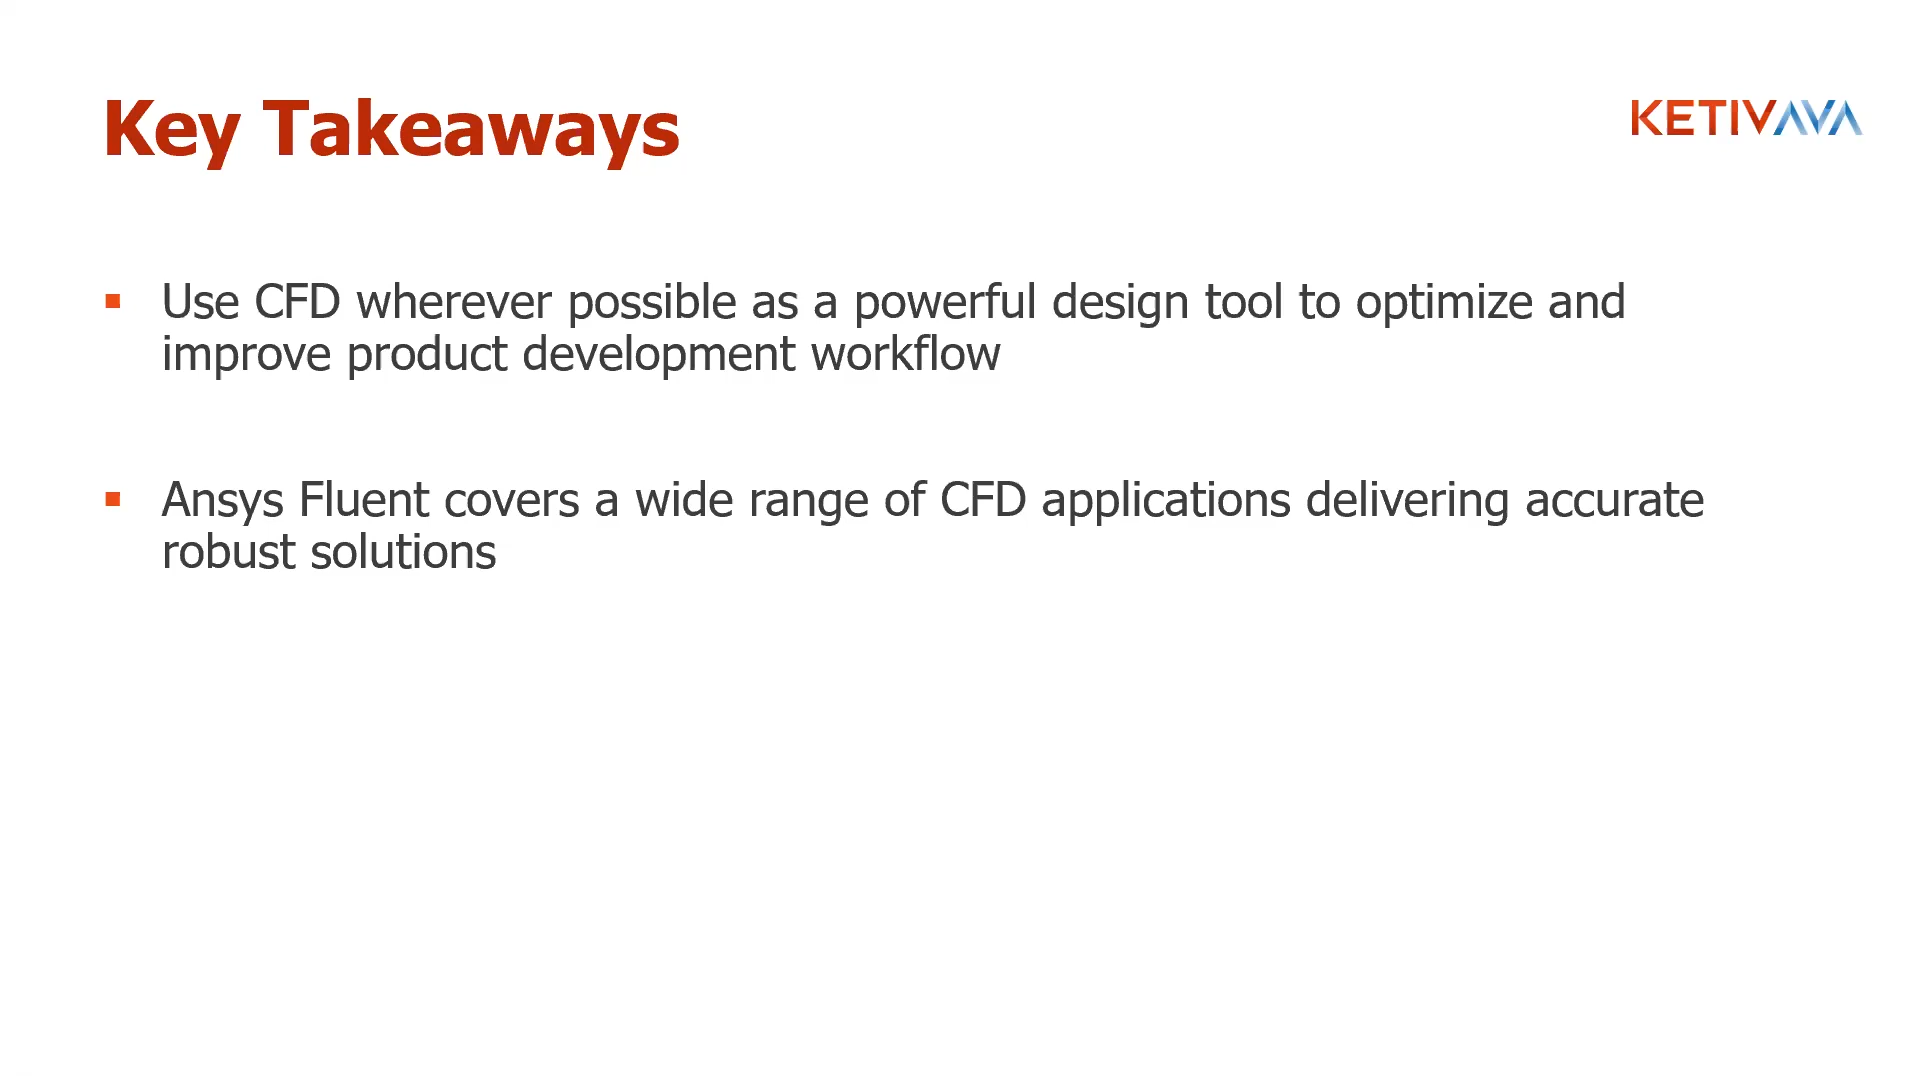 Key Takeaways
KETIVAVA
Use CFD wherever possible as a powerful design tool to optimize and
improve product development workflow
Ansys Fluent covers a wide range of CFD applications delivering accurate
robust solutions